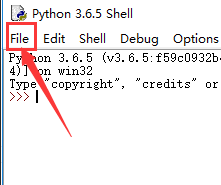 Python 3.6.5 Shell
File Edit Shell Debug Options
Python 3.6.5 (v3.6.5:f59c0932b4
4)] on win32
Type "copyright", "credits" or
>>>